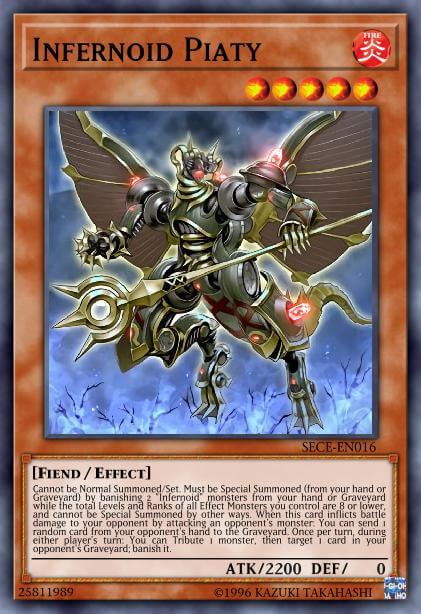 INFERNOID PIATY
FIRE
炎
SECE-EN016
[FIEND / EFFECT]
Cannot be Normal Summoned/Set. Must be Special Summoned (from your hand or
Graveyard) by banishing 2 "Infernoid" monsters from your hand or Graveyard
while the total Levels and Ranks of all Effect Monsters you control are 8 or lower,
and cannot be Special Summoned by other ways. When this card inflicts battle
damage to your opponent by attacking an opponent's monster: You can send 1
random card from your opponent's hand to the Graveyard. Once per turn, during
either player's turn: You can Tribute 1 monster, then target 1 card in your
opponent's Graveyard; banish it.
ATK/2200 DEF/ 0
25811989 ©1996 KAZUKI TAKAHASHI